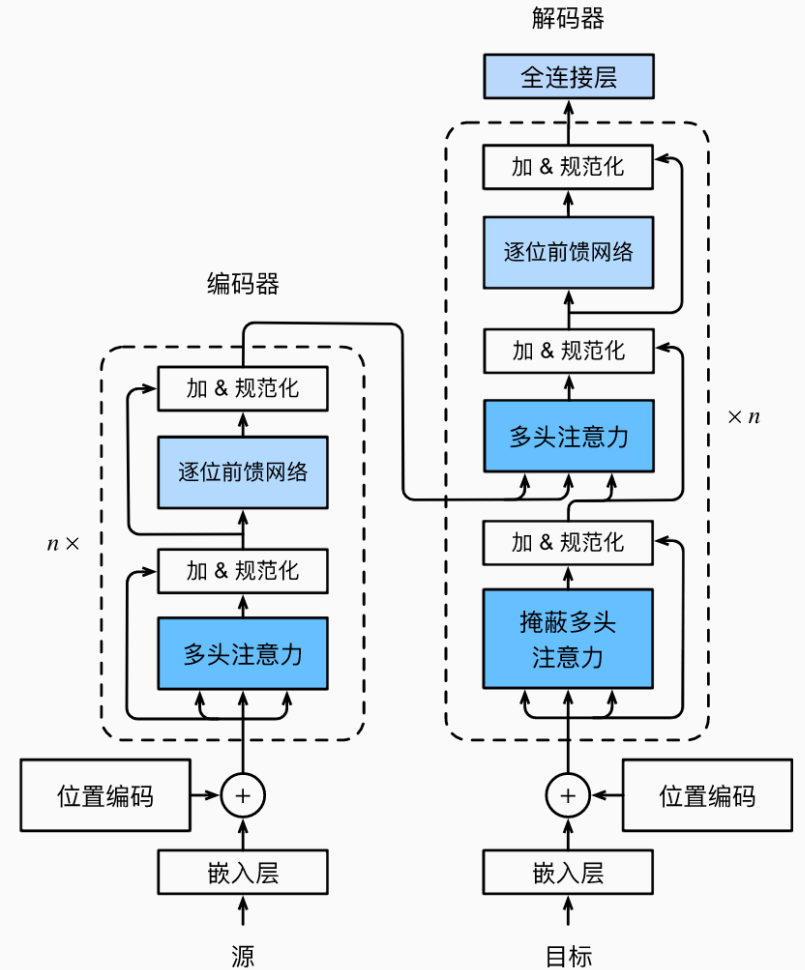 解码器
全连接层
加 & 规范化
逐位前馈网络
加 & 规范化
多头注意力
× n
加 & 规范化
掩蔽多头
注意力
位置编码
+
嵌入层
目标
编码器
加 & 规范化
逐位前馈网络
n ×
加 & 规范化
多头注意力
位置编码
+
嵌入层
源